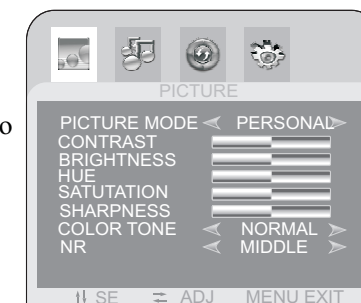 PICTURE
o
PICTURE MODE < PERSONAL >
CONTRAST
BRIGHTNESS
HUE
SATUTATION
SHARPNESS
COLOR TONE < NORMAL >
NR < MIDDLE >
SE ADJ MENU EXIT